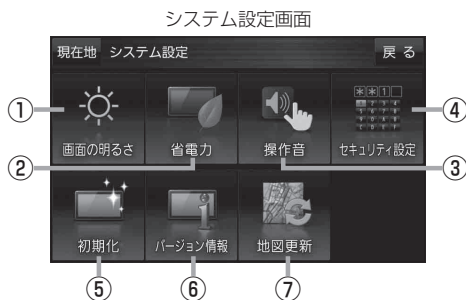 システム設定画面
現在地 システム設定 戻る
① ④
画面の明るさ 省電力 操作音 セキュリティ設定
② ③
初期化 バージョン情報 地図更新
⑤ ⑥ ⑦